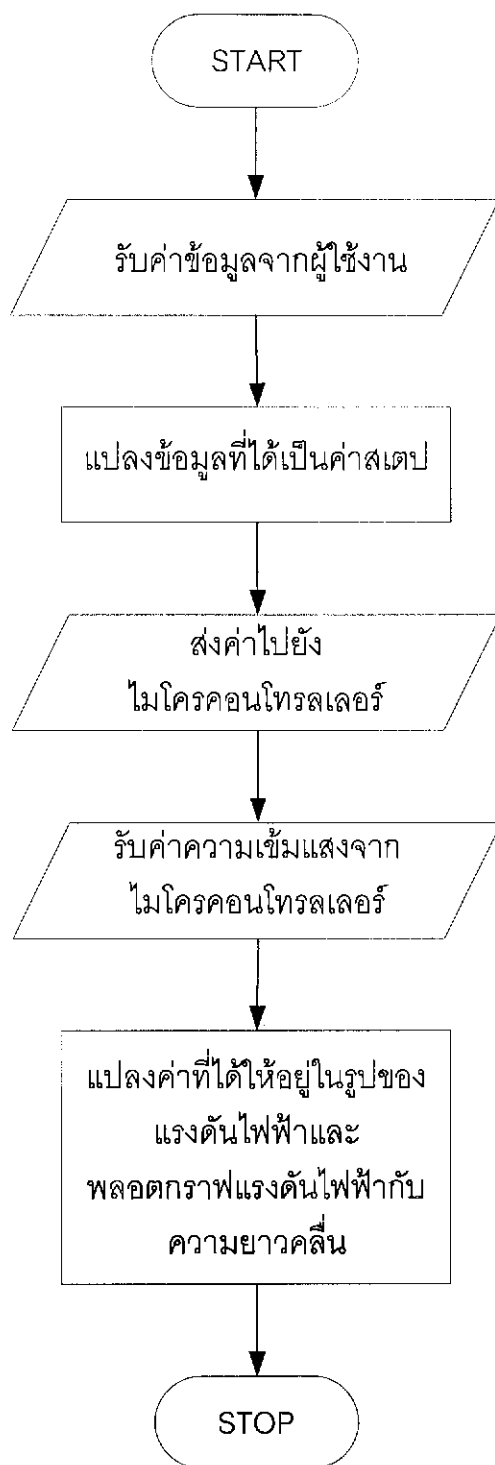 START
รับค่าข้อมูลจากผู้ใช้งาน
แปลงข้อมูลที่ได้เป็นค่าสเตป
ส่งค่าไปยัง
ไมโครคอนโทรลเลอร์
รับค่าความเข้มแสงจาก
ไมโครคอนโทรลเลอร์
แปลงค่าที่ได้ให้อยู่ในรูปของ
แรงดันไฟฟ้าและ
พลอตกราฟแรงดันไฟฟ้ากับ
ความยาวคลื่น
STOP